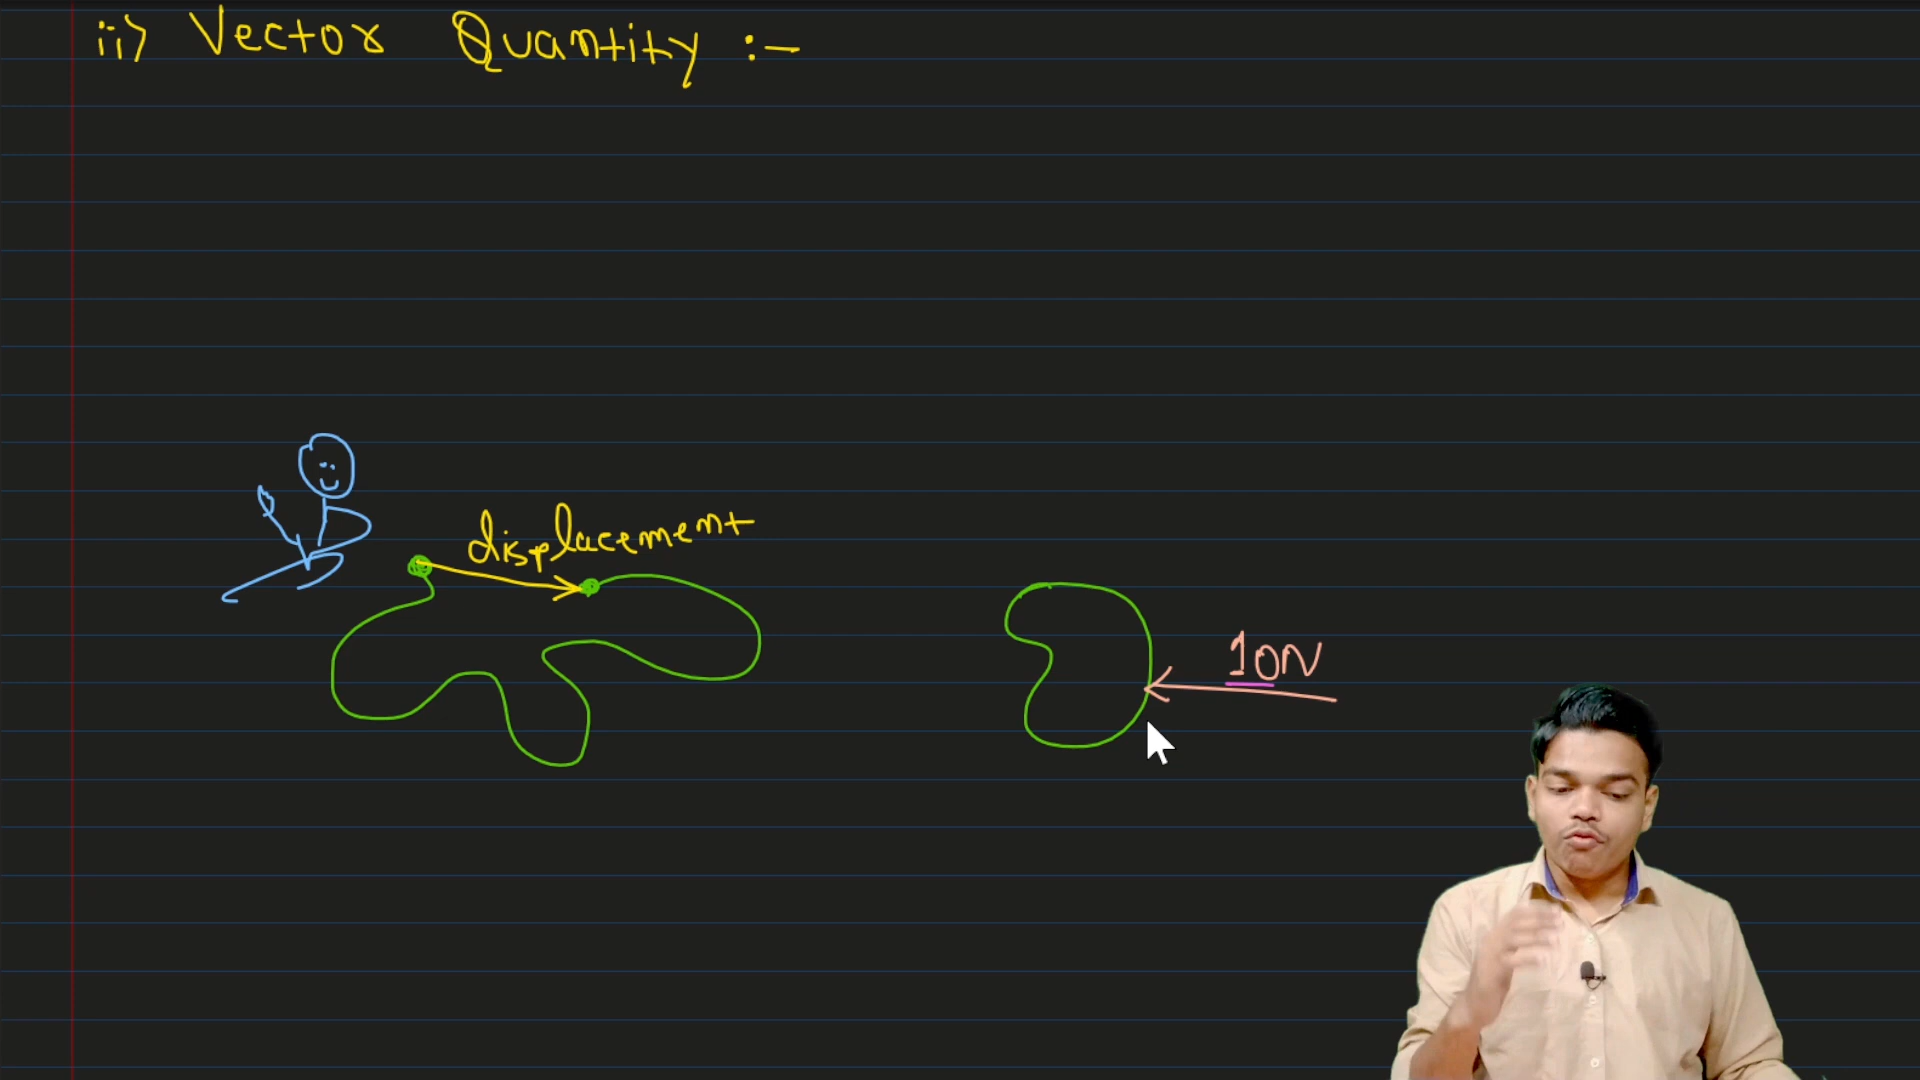 ii) Vector Quantity :-
displacement
10N